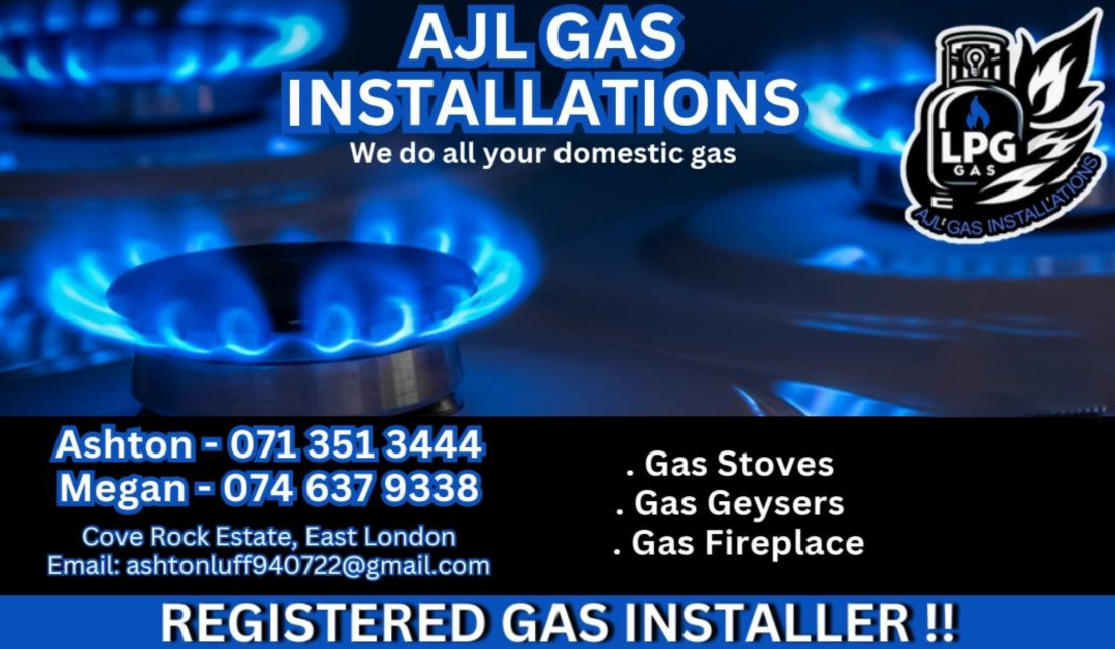 AJL GAS
INSTALLATIONS
We do all your domestic gas
LPG
GAS
AJL GAS INSTALLATIONS
Ashton - 071 351 3444
Megan - 074 637 9338
Cove Rock Estate, East London
Email: ashtonluff940722@gmail.com
. Gas Stoves
. Gas Geysers
. Gas Fireplace
REGISTERED GAS INSTALLER !!